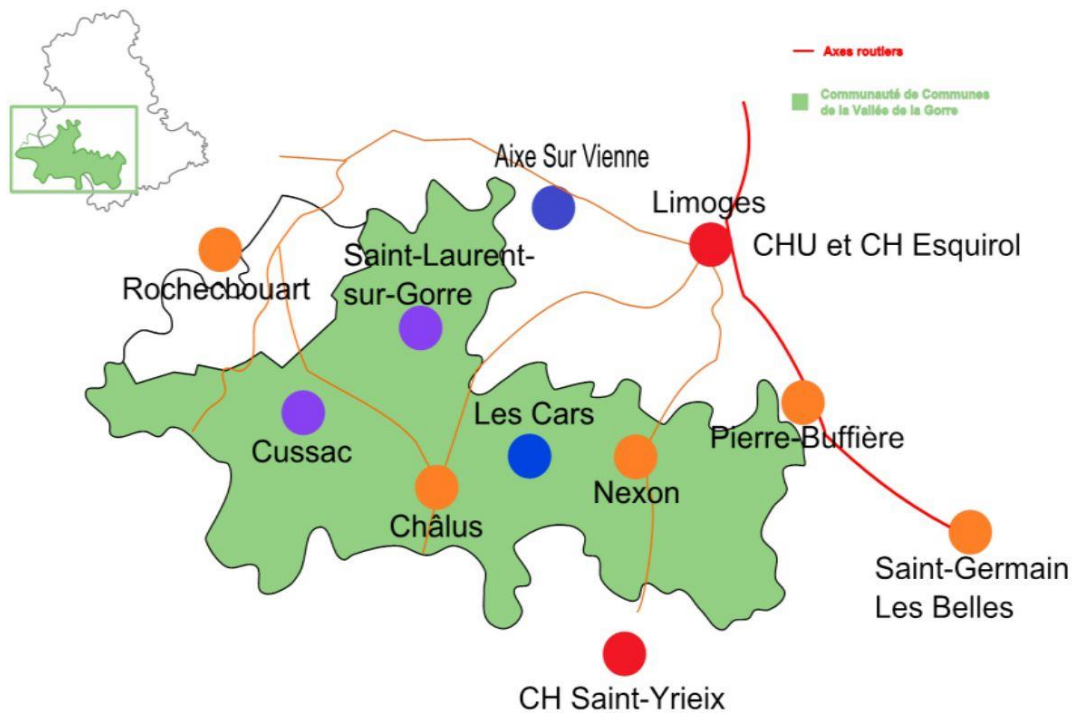 Axes routiers
Communauté de Communes
de la Vallée de la Gorre
Aixe Sur Vienne
Limoges
CHU et CH Esquirol
Saint-Laurent-
sur-Gorre
Rochechouart
Les Cars
Pierre-Buffière
Cussac
Nexon
Châlus
Saint-Germain
Les Belles
CH Saint-Yrieix